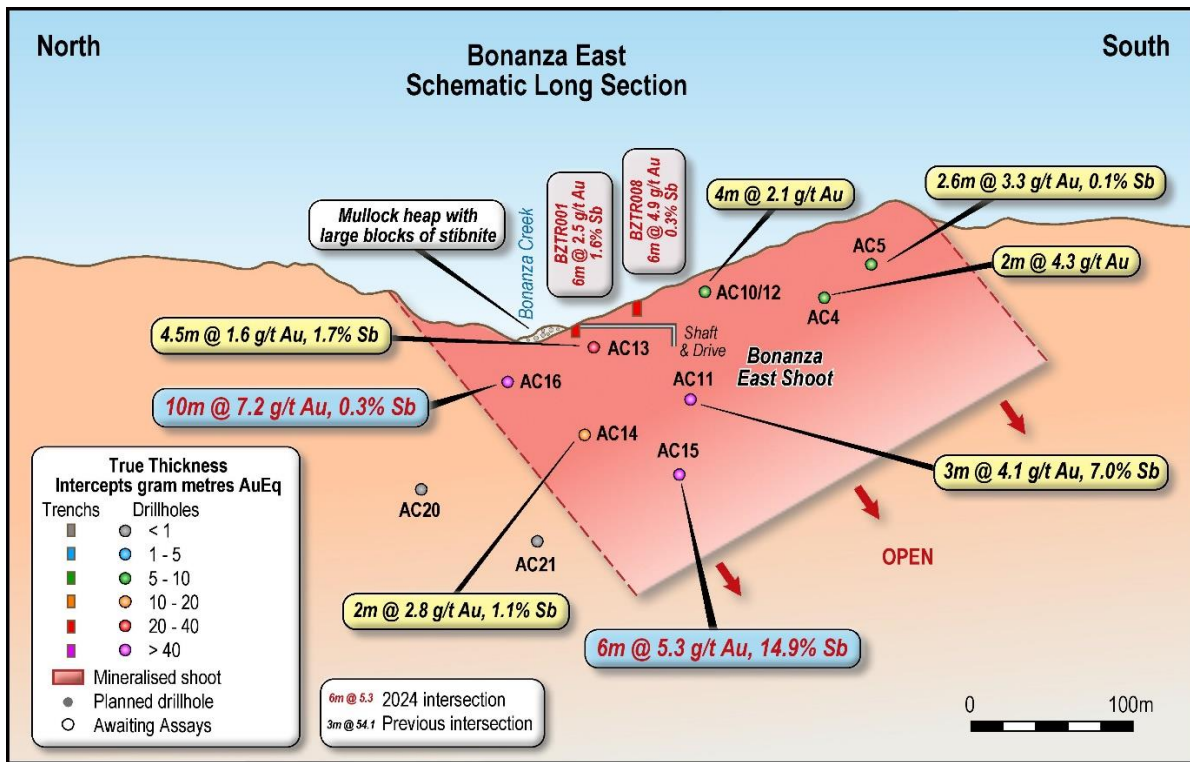 North
Bonanza East
Schematic Long Section
South
Mullock heap with
large blocks of stibnite
Bonanza Creek
BZTR001
6m @ 2.5 g/t Au
1.6% Sb
BZTR008
6m @ 4.9 g/t Au
0.3% Sb
4m @ 2.1 g/t Au
2.6m @ 3.3 g/t Au, 0.1% Sb
AC5
2m @ 4.3 g/t Au
AC10/12
AC4
4.5m @ 1.6 g/t Au, 1.7% Sb
AC13
Shaft
& Drive
Bonanza
East Shoot
AC16
AC11
10m @ 7.2 g/t Au, 0.3% Sb
AC14
AC15
3m @ 4.1 g/t Au, 7.0% Sb
AC20
AC21
OPEN
2m @ 2.8 g/t Au, 1.1% Sb
6m @ 5.3 g/t Au, 14.9% Sb
True Thickness
Intercepts gram metres AuEq
Trenchs Drillholes
< 1
1 - 5
5 - 10
10 - 20
20 - 40
> 40
Mineralised shoot
Planned drillhole
Awaiting Assays
6m @ 5.3 2024 intersection
3m @ 54.1 Previous intersection
0 100m